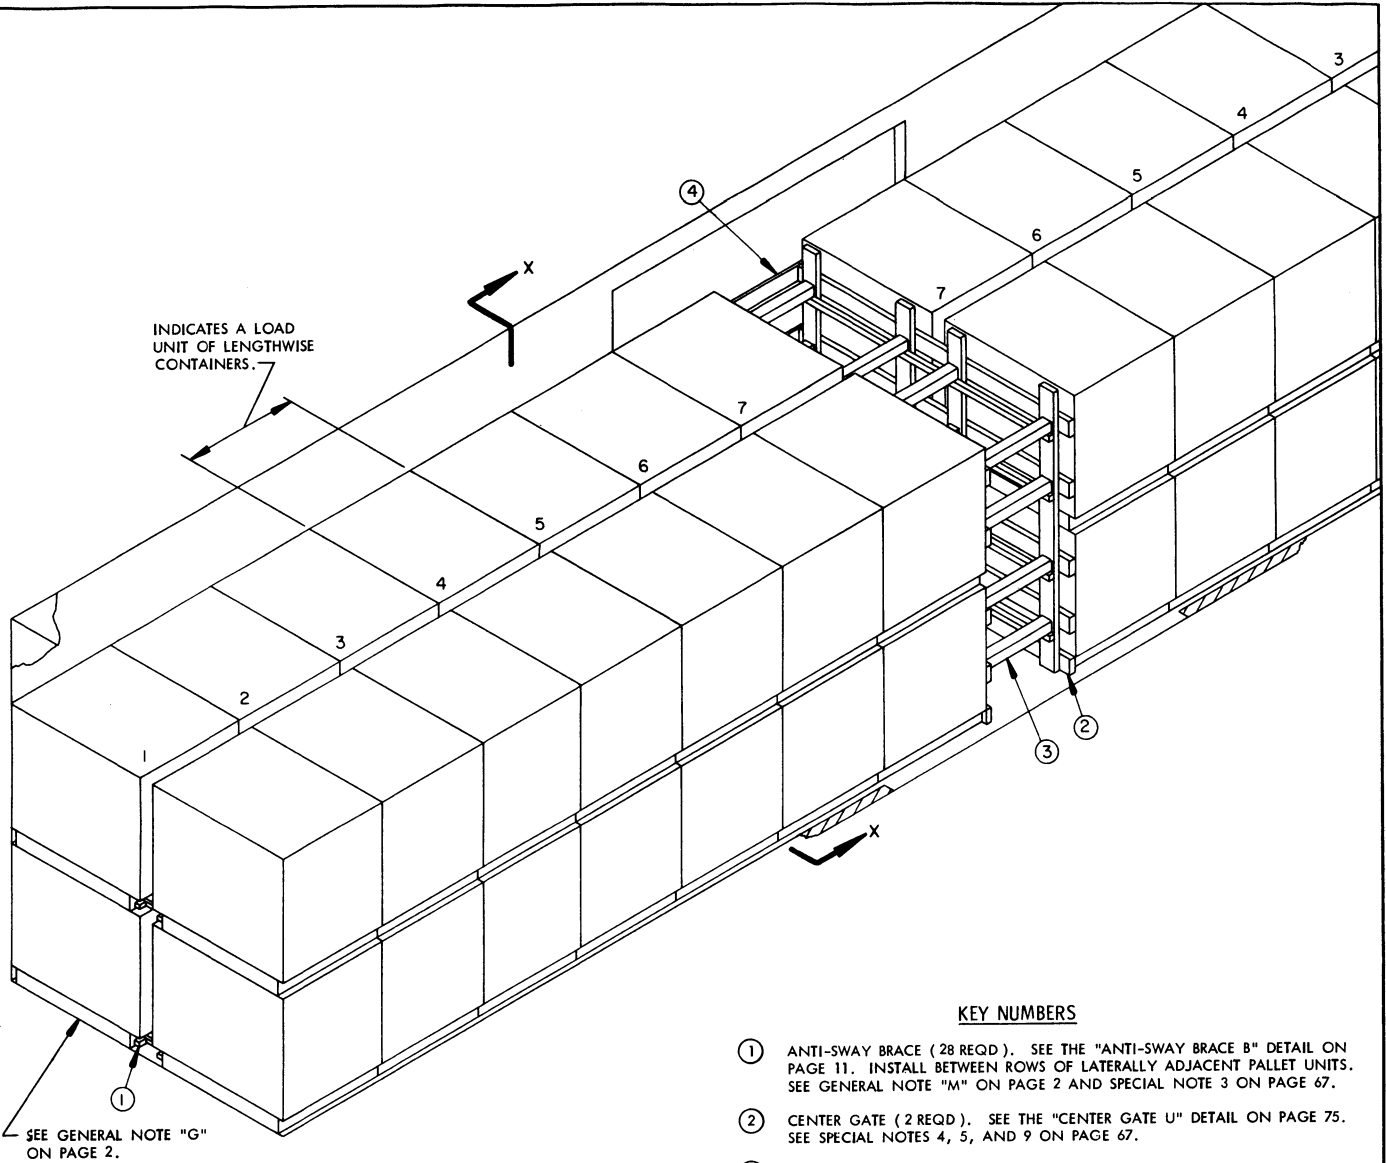 3
4
5
6
7
④
X
INDICATES A LOAD
UNIT OF LENGTHWISE
CONTAINERS.
7
6
5
4
3
2
1
③
②
X
①
SEE GENERAL NOTE "G"
ON PAGE 2.
KEY NUMBERS
① ANTI-SWAY BRACE (28 REQD). SEE THE "ANTI-SWAY BRACE B" DETAIL ON
PAGE 11. INSTALL BETWEEN ROWS OF LATERALLY ADJACENT PALLET UNITS.
SEE GENERAL NOTE "M" ON PAGE 2 AND SPECIAL NOTE 3 ON PAGE 67.
② CENTER GATE (2 REQD). SEE THE "CENTER GATE U" DETAIL ON PAGE 75.
SEE SPECIAL NOTES 4, 5, AND 9 ON PAGE 67.